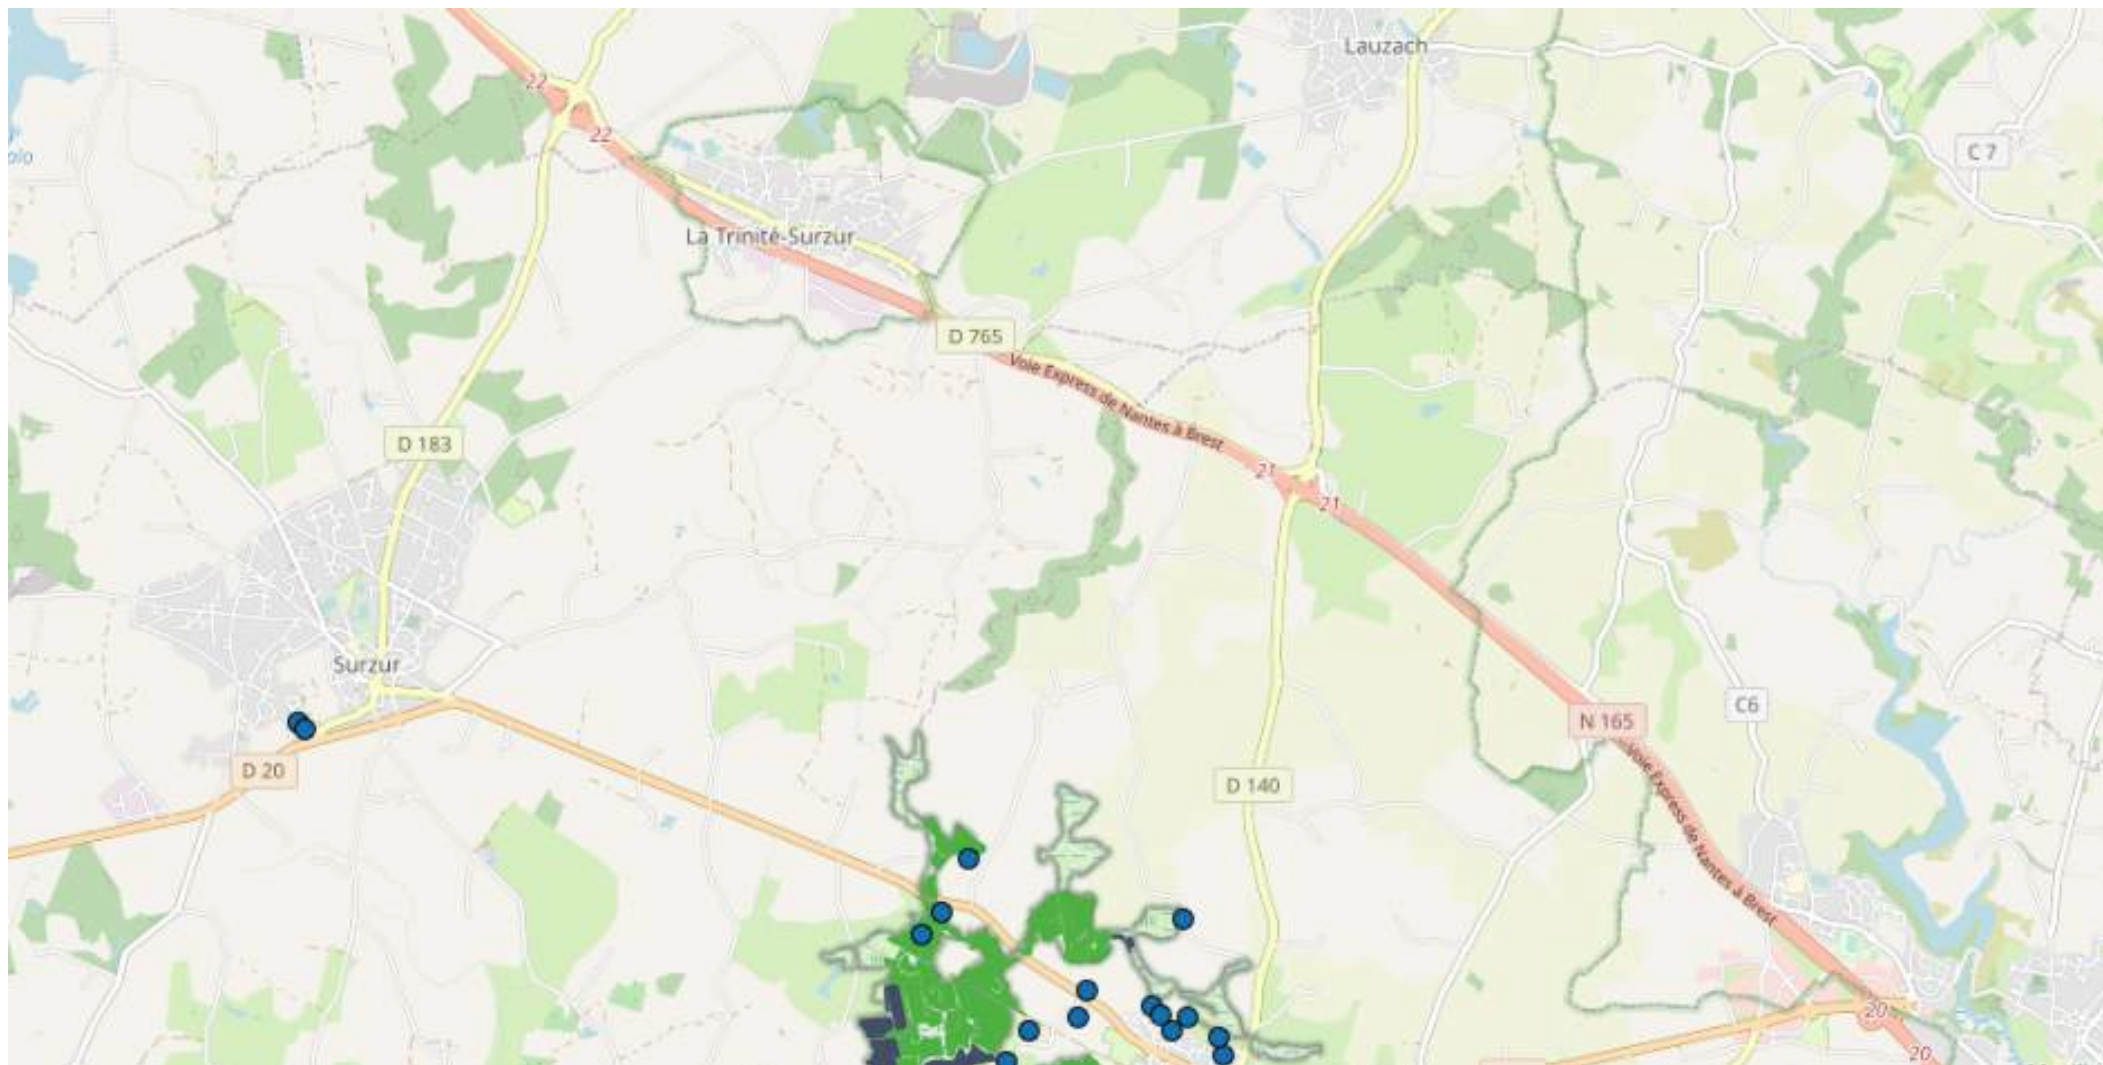 Lauzach
22
22
C 7
La Trinité-Surzur
D 765
Voie Express de Nantes à Brest
D 183
21
21
Surzur
C6
N 165
D 20
D 140
Voie Express de Nantes à Brest
20
20